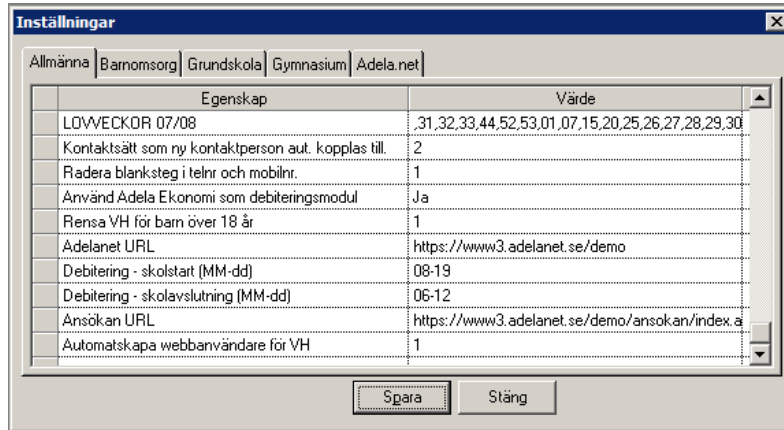 Inställningar
Allmänna Barnomsorg Grundskola Gymnasium Adela.net
Egenskap Värde
LOVVECKOR 07/08 ,31,32,33,44,52,53,01,07,15,20,25,26,27,28,29,30
Kontaktsätt som ny kontaktperson aut. kopplas till. 2
Radera blanksteg i telnr och mobilnr. 1
Använd Adela Ekonomi som debiteringsmodul Ja
Rensa VH för barn över 18 år 1
Adelanet URL https://www3.adelanet.se/demo
Debitering - skolstart (MM-dd) 08-19
Debitering - skolavslutning (MM-dd) 06-12
Ansökan URL https://www3.adelanet.se/demo/ansokan/index.a
Automatskapa webbanvändare för VH 1
Spara Stäng